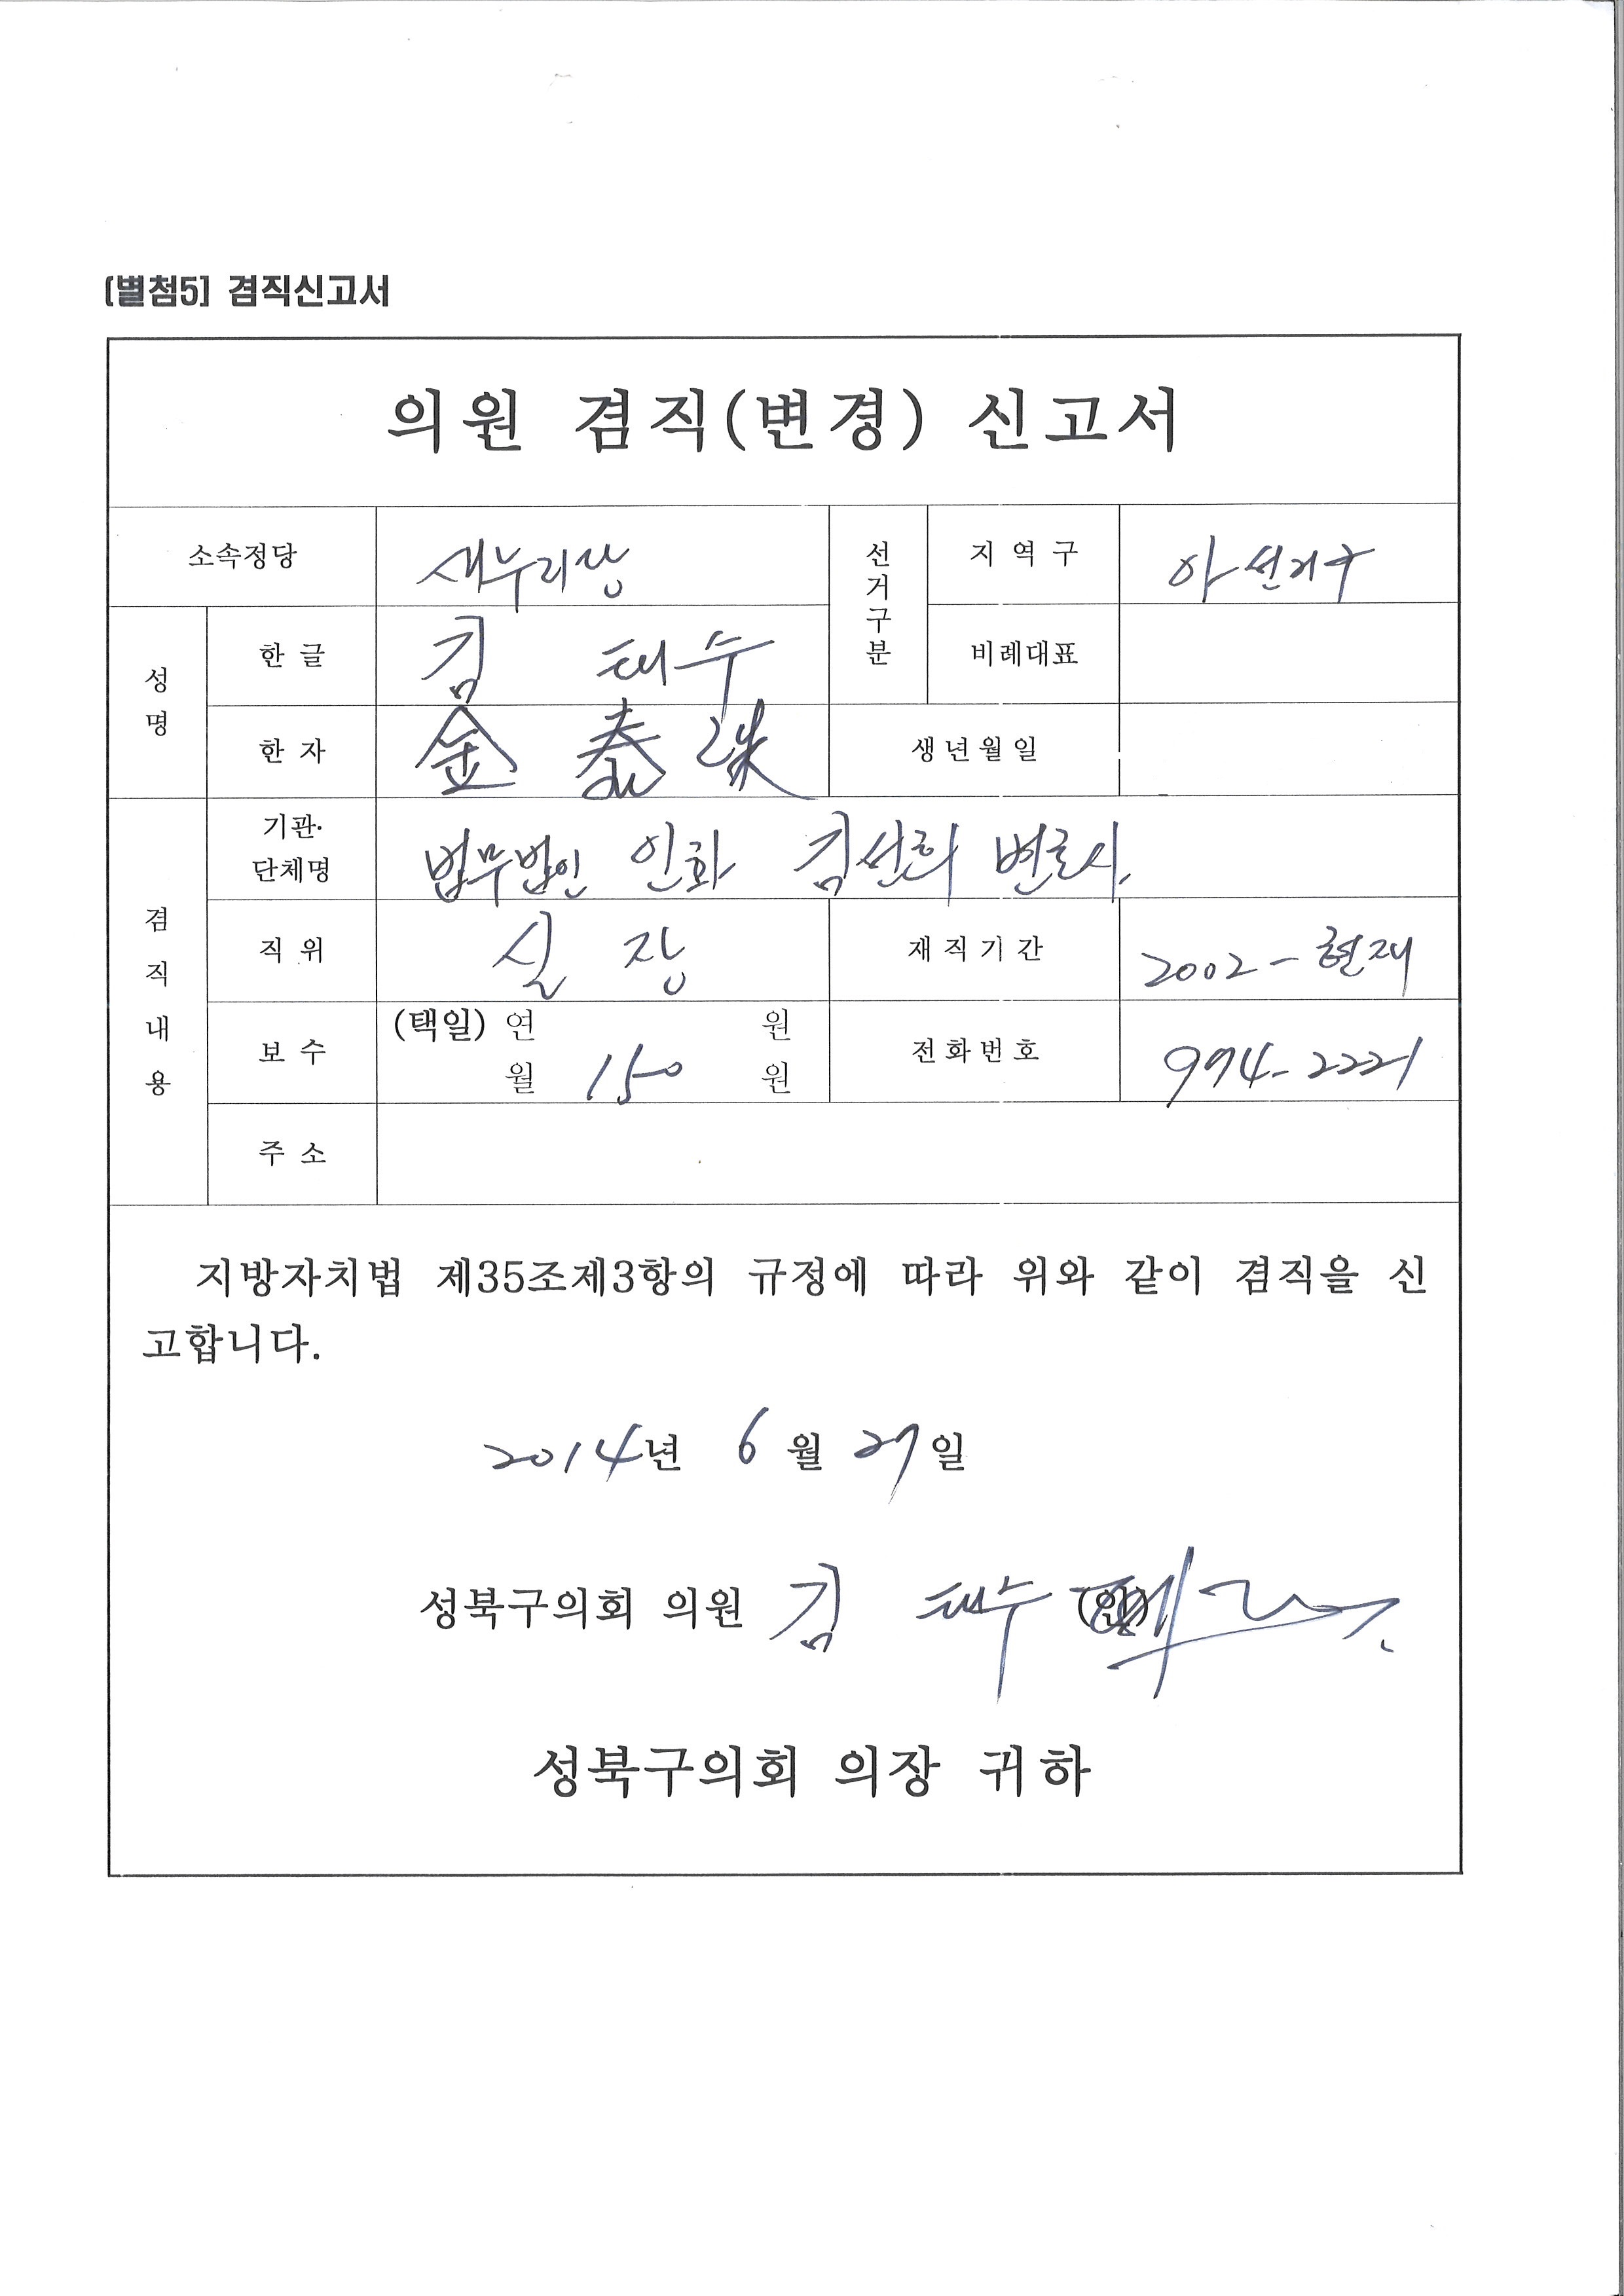 [별첨5] 겸직신고서
의원 겸직(변경) 신고서
소속정당 새누리당 선거구분 지역구 아 선거구
성명 한글 김 태수 비례대표
한자 金 泰 洙 생년월일
겸직내용 기관·단체명 법무법인 인화 김선희 변호사.
직위 실 장 재직기간 2002 - 현재
보수 (택일) 연 원
월 150 원 전화번호 994-2221
주소
지방자치법 제35조제3항의 규정에 따라 위와 같이 겸직을 신
고합니다.
2014년 6월 27일
성북구의회 의원 김 태수 (인)
성북구의회 의장 귀하